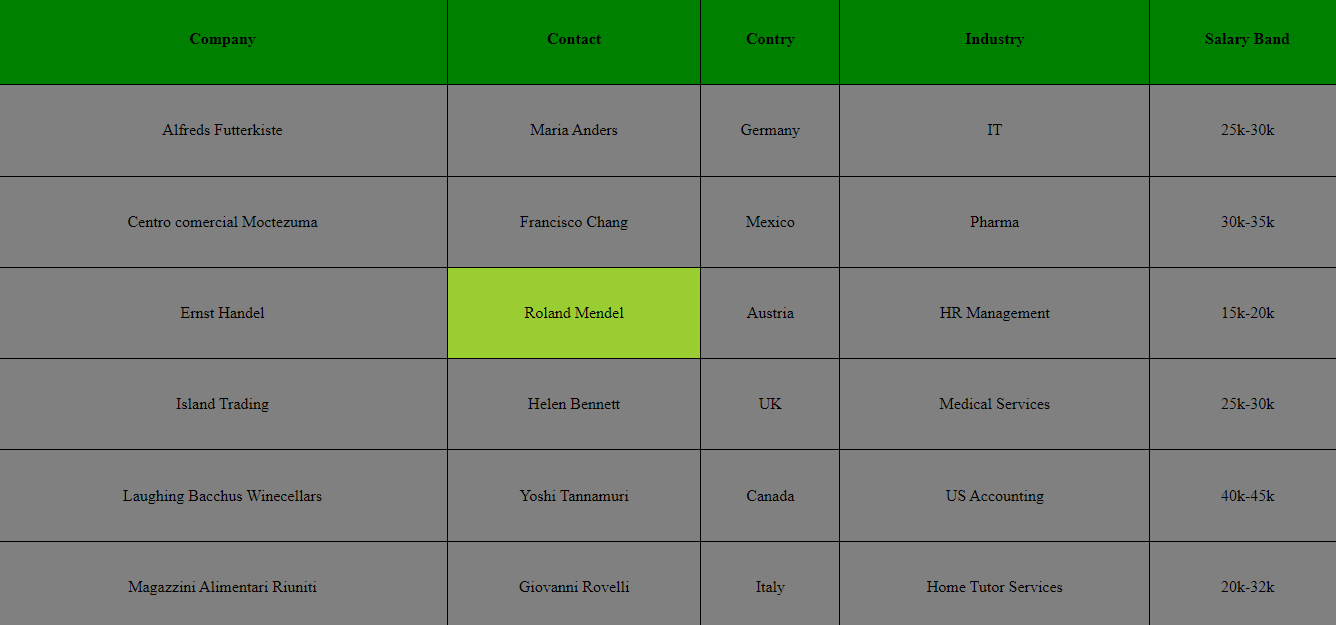 Company Contact Contry Industry Salary Band
Alfreds Futterkiste Maria Anders Germany IT 25k-30k
Centro comercial Moctezuma Francisco Chang Mexico Pharma 30k-35k
Ernst Handel Roland Mendel Austria HR Management 15k-20k
Island Trading Helen Bennett UK Medical Services 25k-30k
Laughing Bacchus Winecellars Yoshi Tannamuri Canada US Accounting 40k-45k
Magazzini Alimentari Riuniti Giovanni Rovelli Italy Home Tutor Services 20k-32k